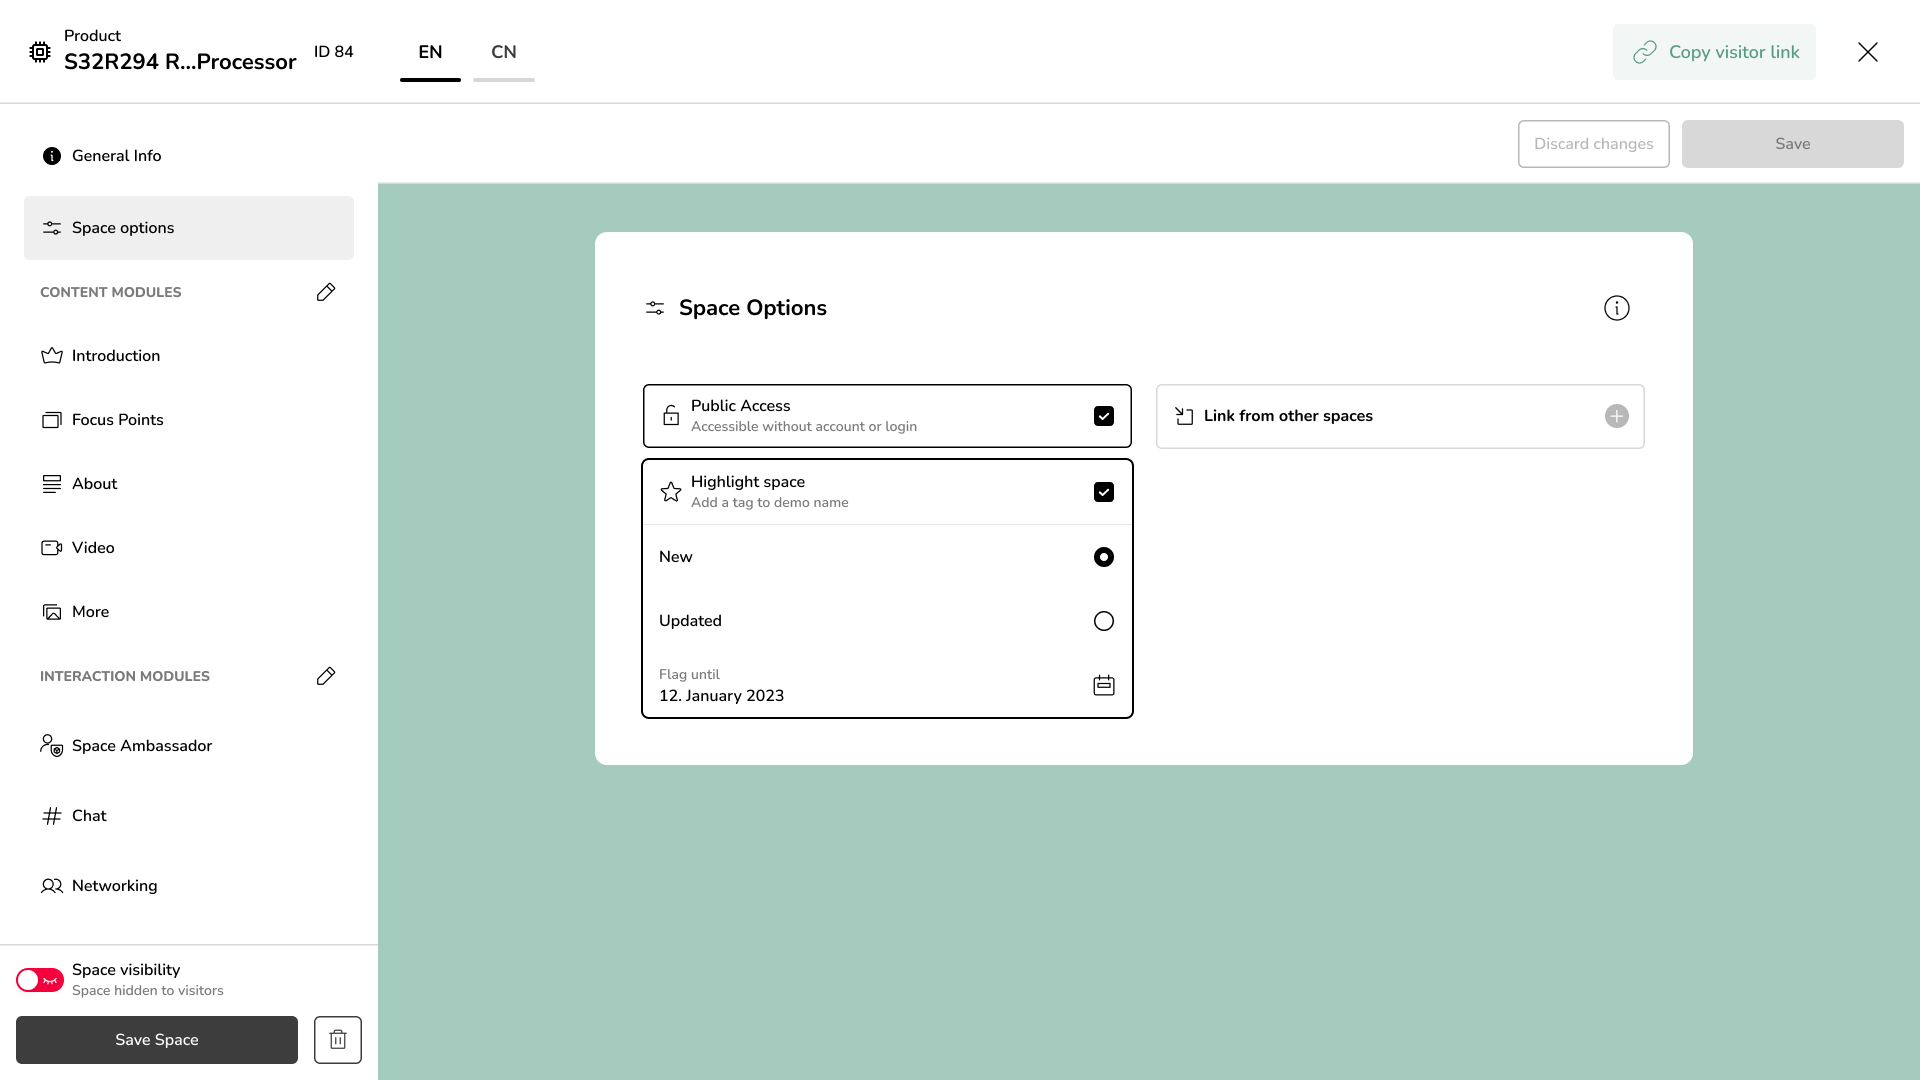 Product
S32R294 R...Processor
ID 84
EN
CN
Copy visitor link
General Info
Space options
CONTENT MODULES
Introduction
Focus Points
About
Video
More
INTERACTION MODULES
Space Ambassador
Chat
Networking
Space visibility
Space hidden to visitors
Save Space
Discard changes
Save
Space Options
Public Access
Accessible without account or login
Highlight space
Add a tag to demo name
New
Updated
Flag until
12. January 2023
Link from other spaces